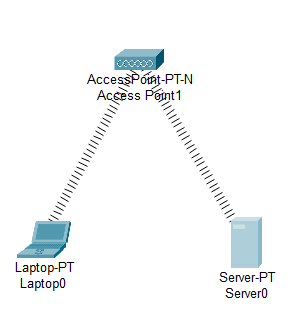 AccessPoint-PT-N
Access Point1
Laptop-PT
Laptop0
Server-PT
Server0